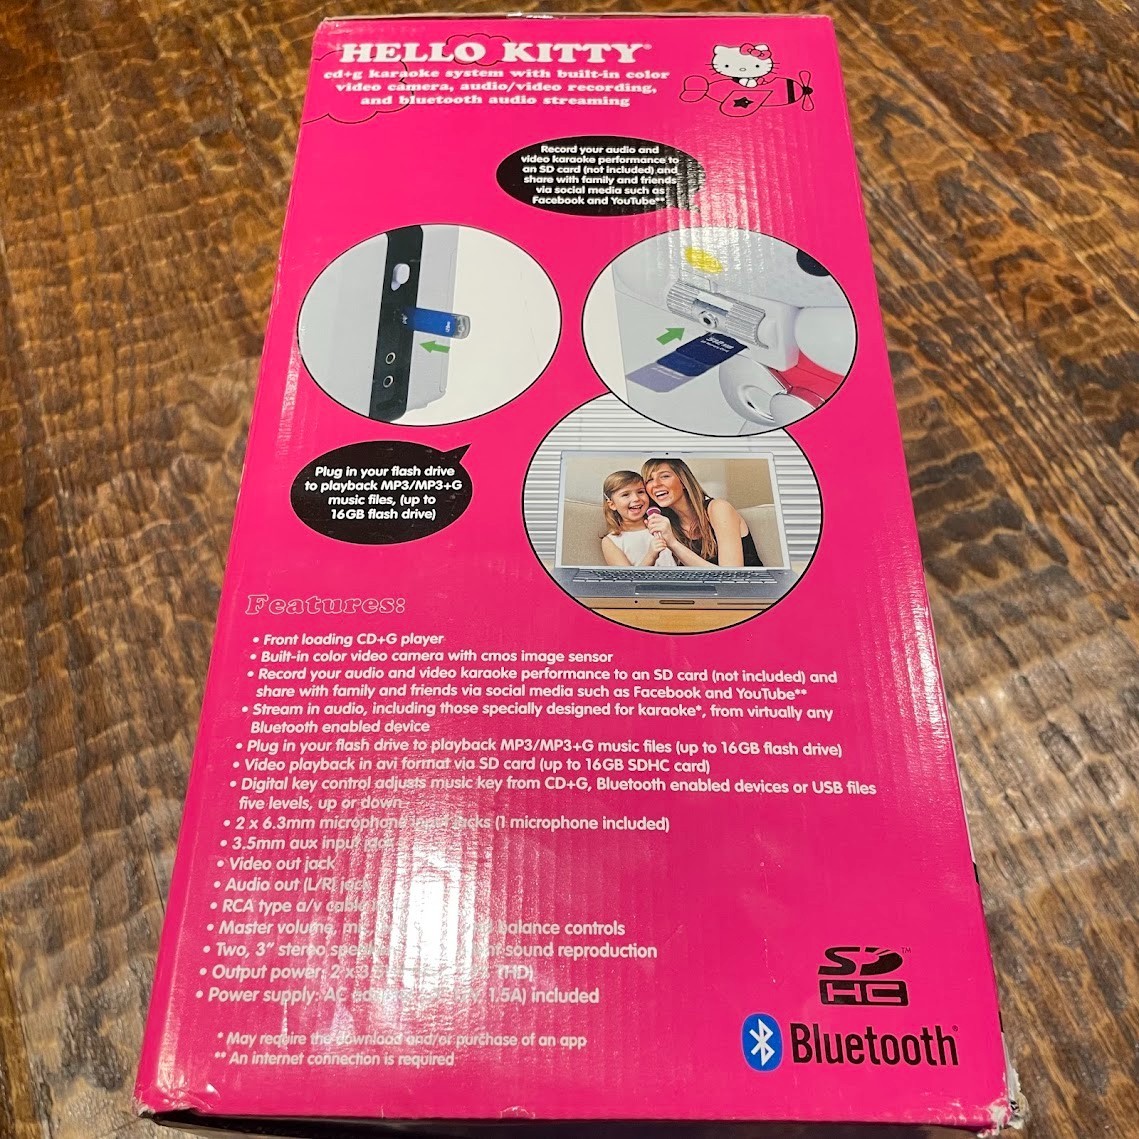 HELLO KITTY®
cd+g karaoke system with built-in color
video camera, audio/video recording,
and bluetooth audio streaming
Record your audio and
video karaoke performance to
an SD card (not included) and
share with family and friends
via social media such as
Facebook and YouTube**
Plug in your flash drive
to playback MP3/MP3+G
music files, (up to
16GB flash drive)
Features:
• Front loading CD+G player
• Built-in color video camera with cmos image sensor
• Record your audio and video karaoke performance to an SD card (not included) and
share with family and friends via social media such as Facebook and YouTube**
• Stream in audio, including those specially designed for karaoke*, from virtually any
Bluetooth enabled device
• Plug in your flash drive to playback MP3/MP3+G music files (up to 16GB flash drive)
• Video playback in avi format via SD card (up to 16GB SDHC card)
• Digital key control adjusts music key from CD+G, Bluetooth enabled devices or USB files
five levels, up or down
• 2 x 6.3mm microphone input jacks (1 microphone included)
• 3.5mm aux input jack
• Video out jack
• Audio out (L/R) jack
• RCA type a/v cable
• Master volume, balance controls
• Two, 3" stereo sound reproduction
• Output power: 2 x
• Power supply: AC 1.5A) included
* May require the download and/or purchase of an app
** An internet connection is required
SD™
HC
Bluetooth®